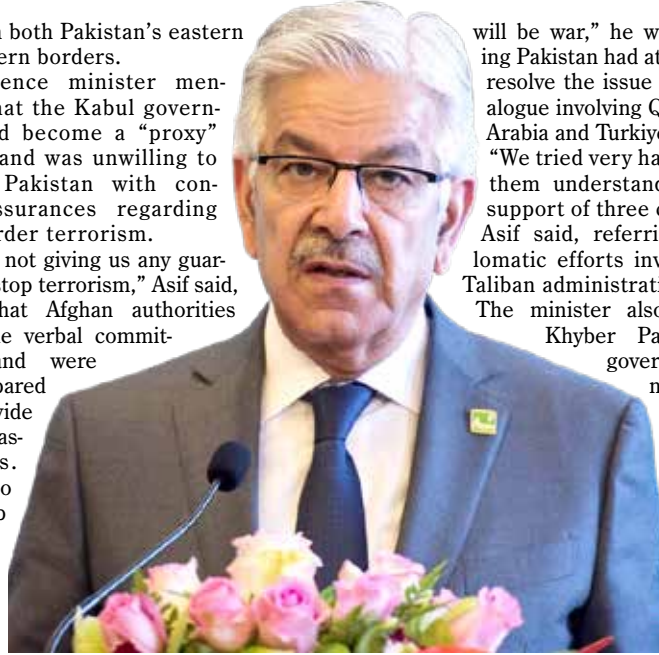 n both Pakistan's eastern
ern borders.
ence minister men-
hat the Kabul govern-
d become a “proxy”
and was unwilling to
Pakistan with con-
ssurances regarding
rder terrorism.
not giving us any guar-
stop terrorism,” Asif said,
hat Afghan authorities
e verbal commit-
nd were
pared
vide
as-
s.
o
will be war,” he w
ing Pakistan had at
resolve the issue
alogue involving Q
Arabia and Turkiye
“We tried very ha
them understand
support of three c
Asif said, referri
lomatic efforts inv
Taliban administrati
The minister also
Khyber Pa
gover